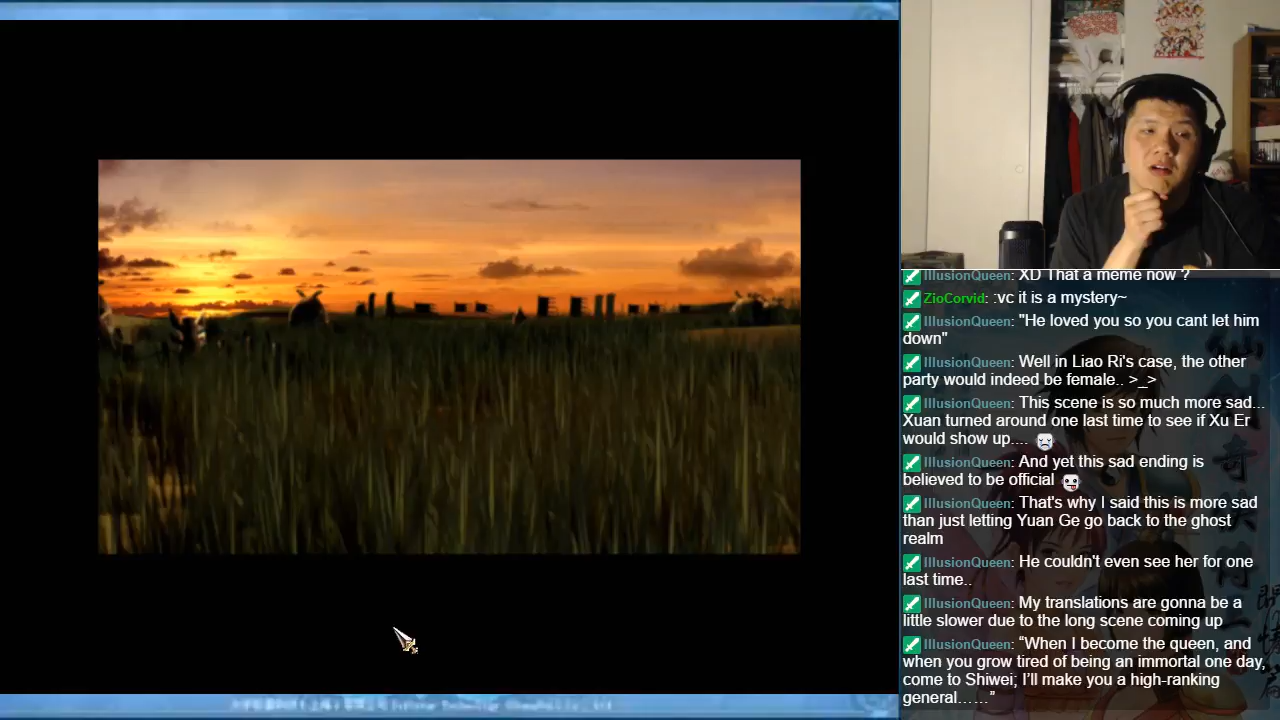 IllusionQueen: XD That a meme now ?
ZioCorvid: :vc it is a mystery~
IllusionQueen: "He loved you so you cant let him
down"
IllusionQueen: Well in Liao Ri's case, the other
party would indeed be female.. >_>
IllusionQueen: This scene is so much more sad...
Xuan turned around one last time to see if Xu Er
would show up....
IllusionQueen: And yet this sad ending is
believed to be official
IllusionQueen: That's why I said this is more sad
than just letting Yuan Ge go back to the ghost
realm
IllusionQueen: He couldn't even see her for one
last time..
IllusionQueen: My translations are gonna be a
little slower due to the long scene coming up
IllusionQueen: “When I become the queen, and
when you grow tired of being an immortal one day,
come to Shiwei; I’ll make you a high-ranking
general……”